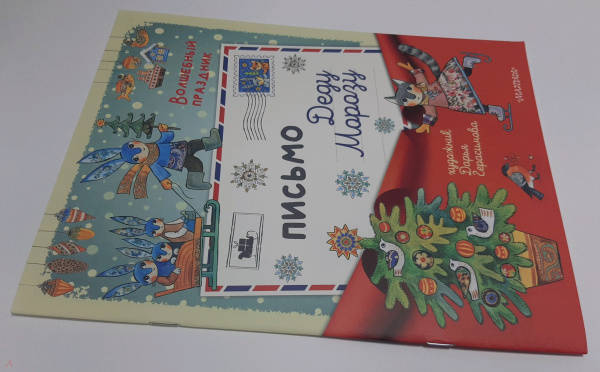 Волшебный
праздник
ПИСЬМО
Деду
Морозу
художник
Дарья
Герасимова